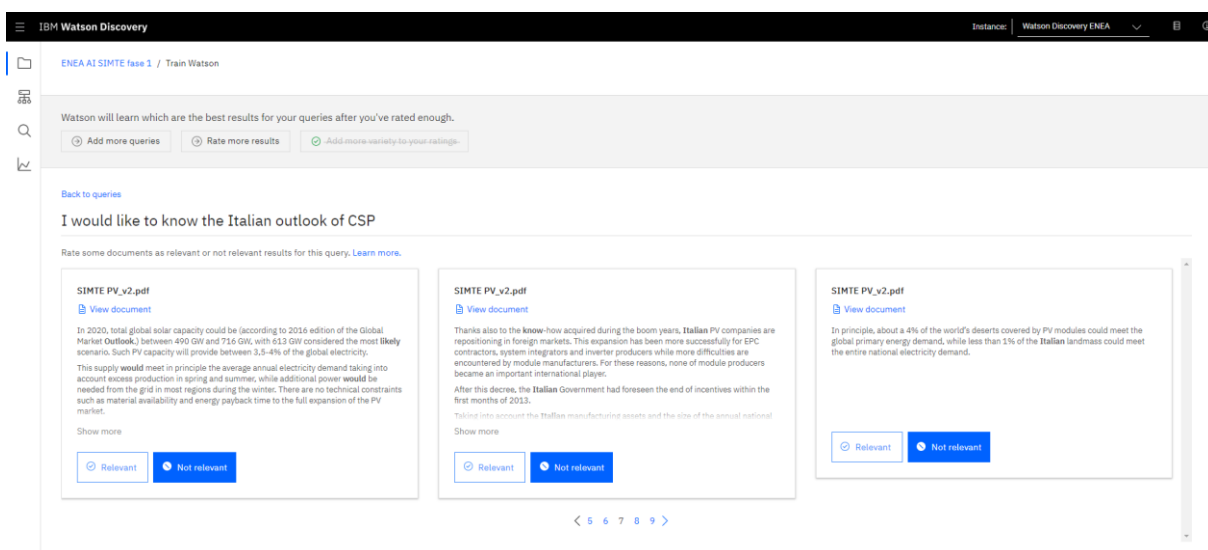 IBM Watson Discovery
Instance: Watson Discovery ENEA
ENEA AI SIMTE fase 1 / Train Watson
Watson will learn which are the best results for your queries after you've rated enough.
Add more queries
Rate more results
Add more variety to your ratings
Back to queries
I would like to know the Italian outlook of CSP
Rate some documents as relevant or not relevant results for this query. Learn more.
SIMTE PV_v2.pdf
View document
In 2020, total global solar capacity could be (according to 2016 edition of the Global
Market Outlook.) between 490 GW and 716 GW, with 613 GW considered the most likely
scenario. Such PV capacity will provide between 3,5-4% of the global electricity.
This supply would meet in principle the average annual electricity demand taking into
account excess production in spring and summer, while additional power would be
needed from the grid in most regions during the winter. There are no technical constraints
such as material availability and energy payback time to the full expansion of the PV
market.
Show more
Relevant
Not relevant
SIMTE PV_v2.pdf
View document
Thanks also to the know-how acquired during the boom years, Italian PV companies are
repositioning in foreign markets. This expansion has been more successfully for EPC
contractors, system integrators and inverter producers while more difficulties are
encountered by module manufacturers. For these reasons, none of module producers
became an important international player.
After this decree, the Italian Government had foreseen the end of incentives within the
first months of 2013.
Taking into account the Italian manufacturing assets and the size of the annual national
Show more
Relevant
Not relevant
SIMTE PV_v2.pdf
View document
In principle, about a 4% of the world's deserts covered by PV modules could meet the
global primary energy demand, while less than 1% of the Italian landmass could meet
the entire national electricity demand.
Relevant
Not relevant
5 6 7 8 9